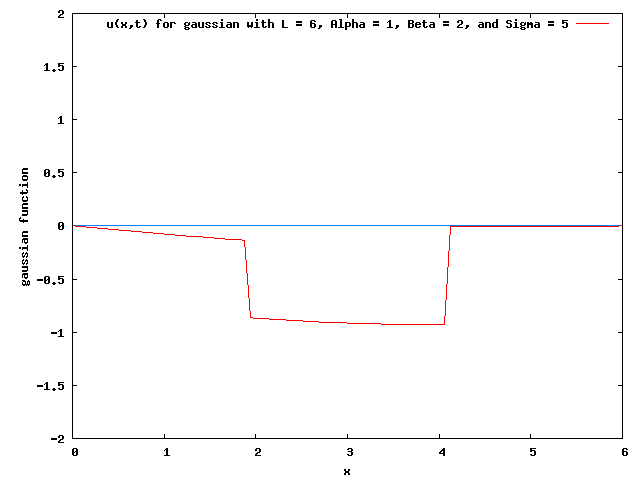 2
u(x,t) for gaussian with L = 6, Alpha = 1, Beta = 2, and Sigma = 5
1.5
1
0.5
0
-0.5
-1
-1.5
-2
gaussian function
0 1 2 3 4 5 6
x